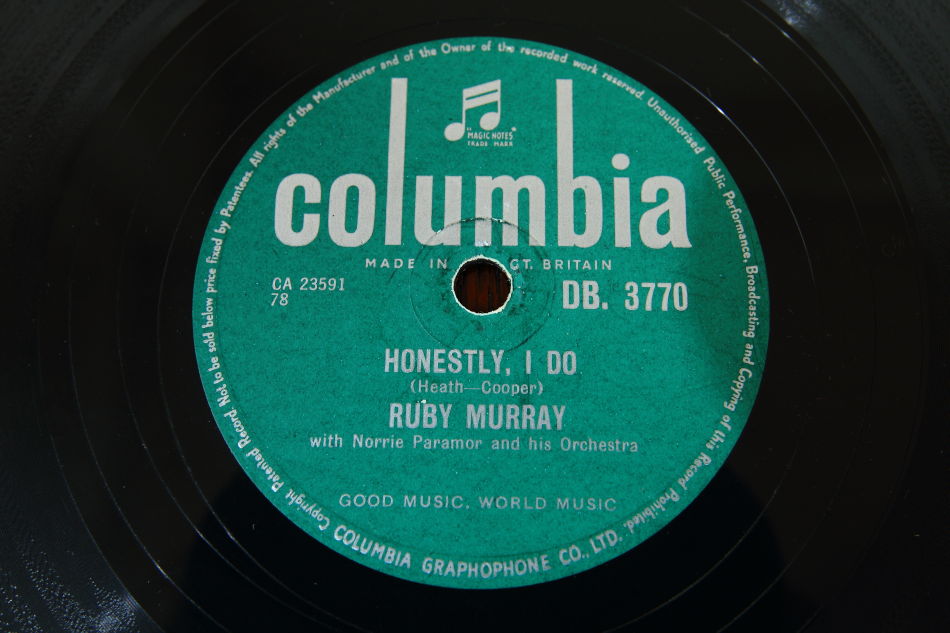 "MAGIC NOTES"
TRADE MARK
columbia
MADE IN GT. BRITAIN
CA 23591
78
DB. 3770
HONESTLY, I DO
(Heath—Cooper)
RUBY MURRAY
with Norrie Paramor and his Orchestra
GOOD MUSIC, WORLD MUSIC
COLUMBIA GRAPHOPHONE CO., LTD.
Copyright Patented Record Not to be sold below price fixed by Patentees. All rights of the Manufacturer and of the Owner of the recorded work reserved. Unauthorised Public Performance, Broadcasting and Copying of this Record Prohibited.